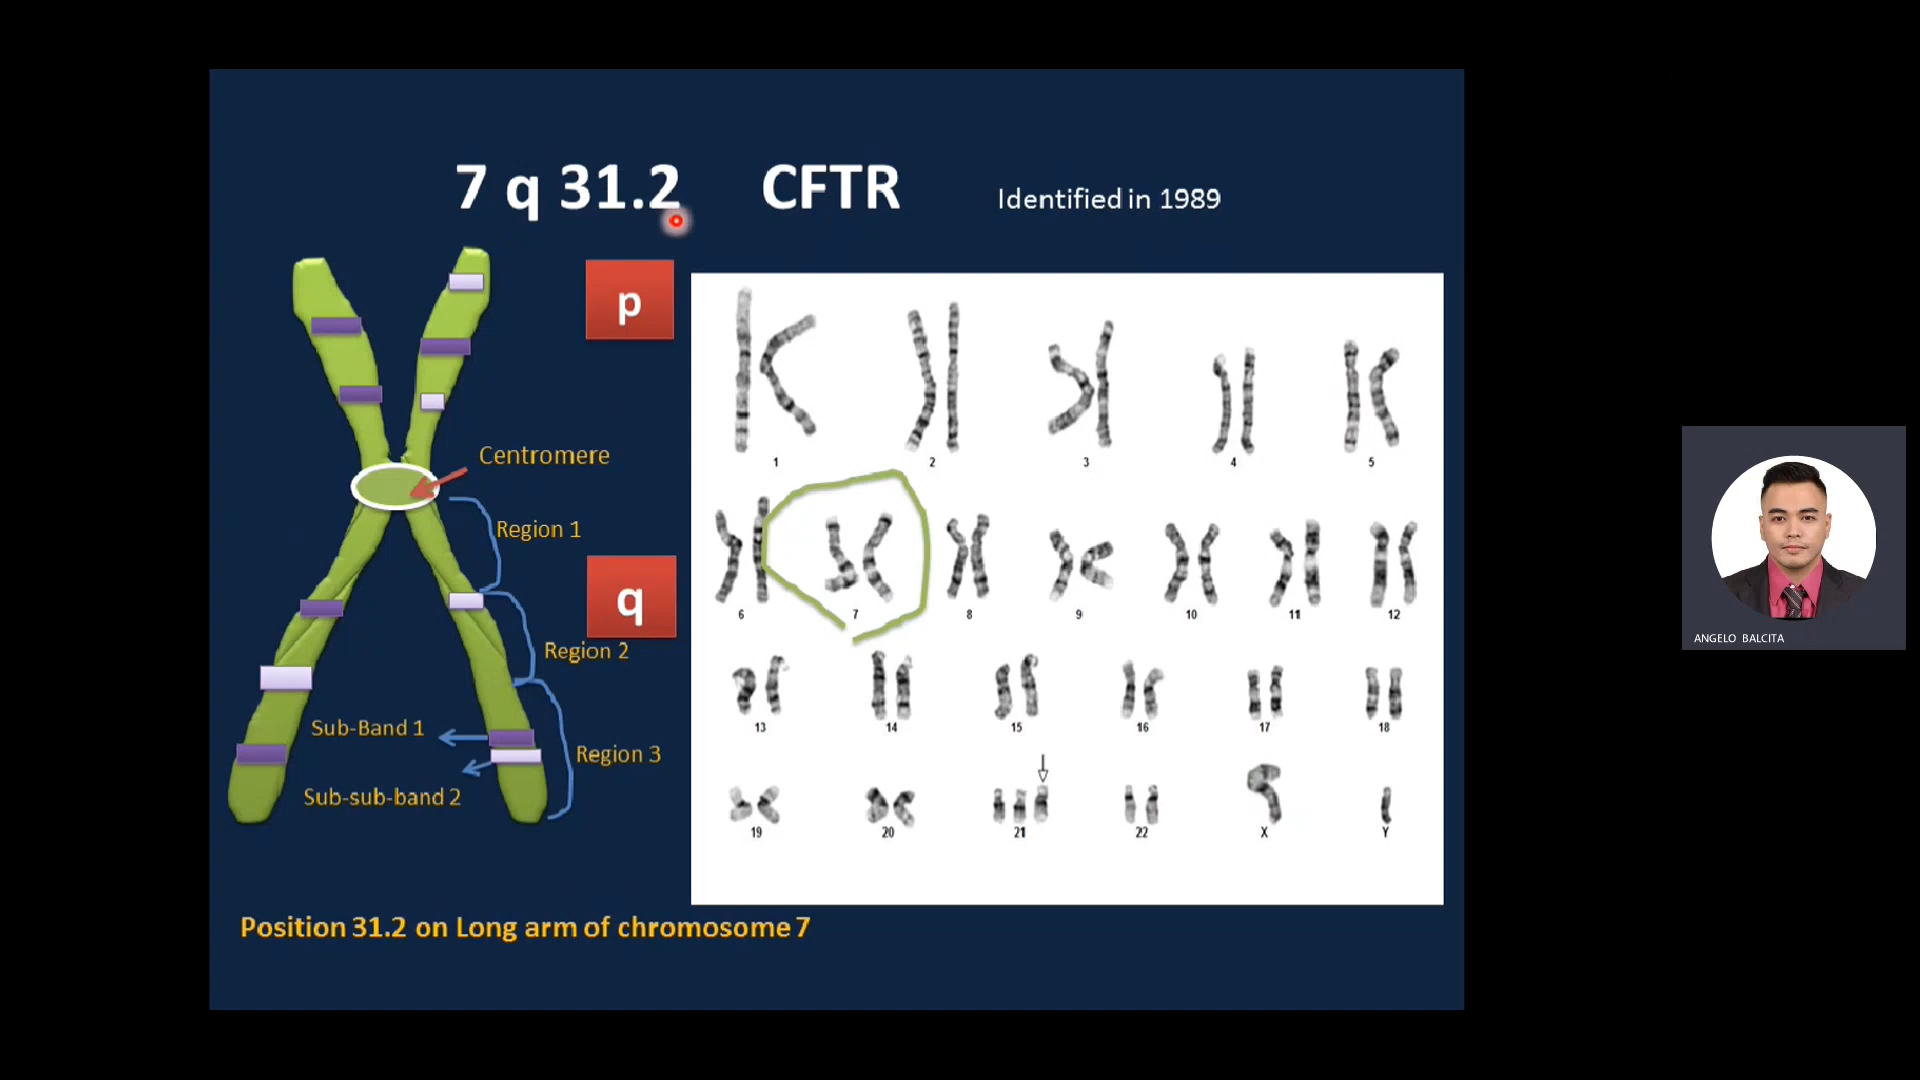 7 q 31.2 CFTR Identified in 1989
p
Centromere
Region 1
q
Region 2
Sub-Band 1
Region 3
Sub-sub-band 2
1 2 3 4 5
6 7 8 9 10 11 12
13 14 15 16 17 18
19 20 21 22 X Y
Position 31.2 on Long arm of chromosome 7
ANGELO BALCITA